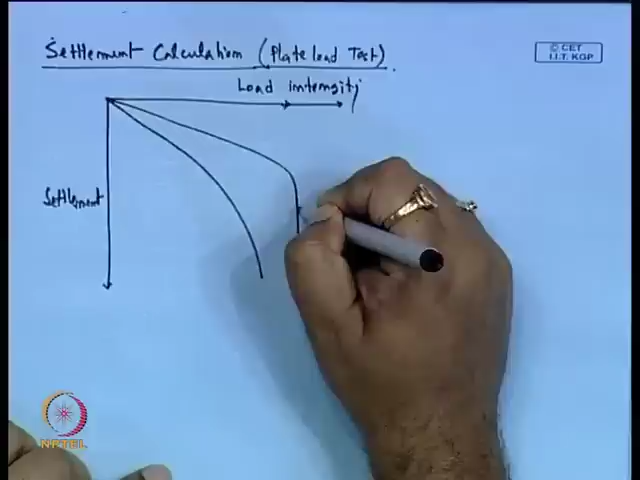 Settlement Calculation (Plate Load Test).
© CET
I.I.T. KGP
Load intensity
Settlement
NPTEL